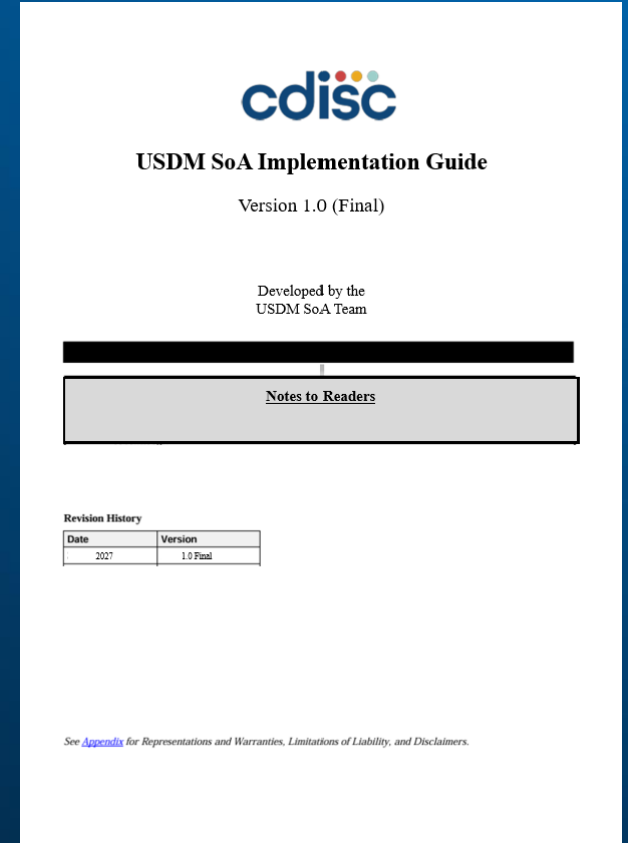 cdisc
USDM SoA Implementation Guide
Version 1.0 (Final)
Developed by the
USDM SoA Team
Notes to Readers
Revision History
Date Version
2027 1.0 Final
See Appendix for Representations and Warranties, Limitations of Liability, and Disclaimers.